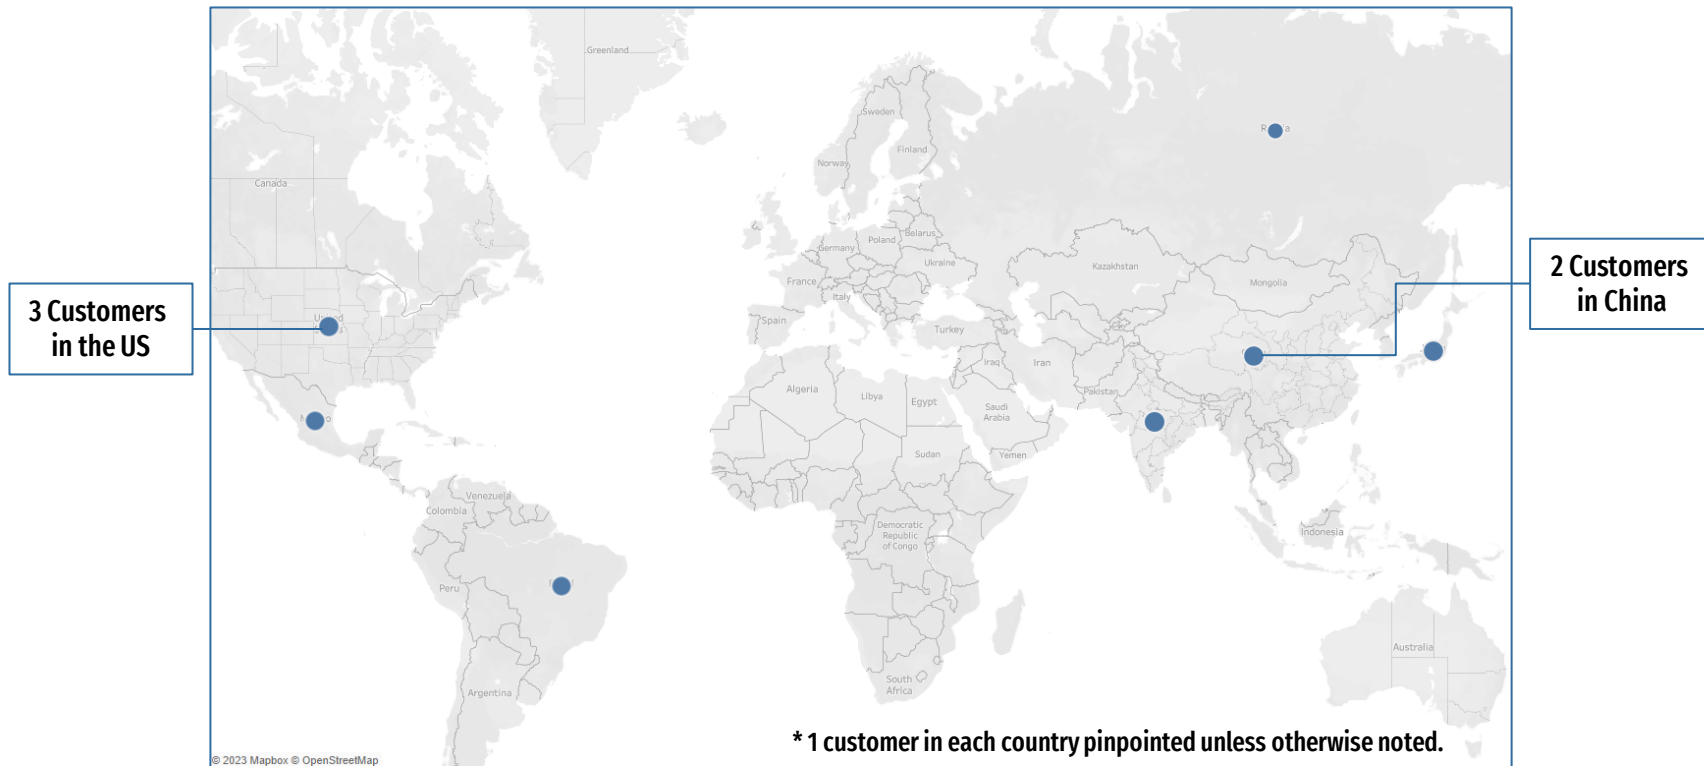 Greenland
Sweden
Finland
Norway
Canada
3 Customers
in the US
2 Customers
in China
Belarus
Poland
Germany
Ukraine
Kazakhstan
Mongolia
France
Italy
Spain
Turkey
Iraq
Iran
Pakistan
Algeria
Libya
Egypt
Saudi
Arabia
Sudan
Yemen
Venezuela
Colombia
Democratic
Republic
of Congo
Indonesia
Peru
Australia
South
Africa
Argentina
* 1 customer in each country pinpointed unless otherwise noted.
© 2023 Mapbox © OpenStreetMap